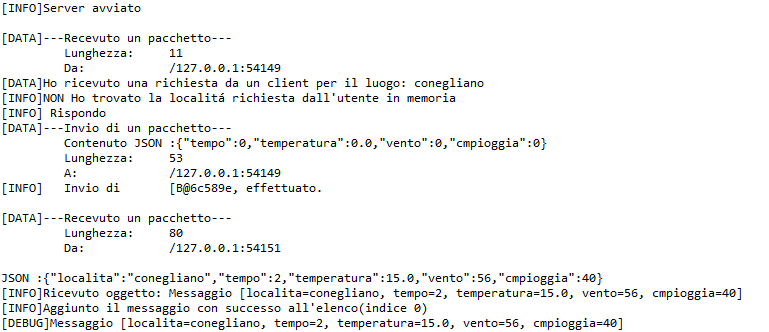 [INFO]Server avviato
[DATA]---Recevuto un pacchetto---
Lunghezza: 11
Da: /127.0.0.1:54149
[DATA]Ho ricevuto una richiesta da un client per il luogo: conegliano
[INFO]NON Ho trovato la localitá richiesta dall'utente in memoria
[INFO] Rispondo
[DATA]---Invio di un pacchetto---
Contenuto JSON :{"tempo":0,"temperatura":0.0,"vento":0,"cmpioggia":0}
Lunghezza: 53
A: /127.0.0.1:54149
[INFO] Invio di [B@6c589e, effettuato.
[DATA]---Recevuto un pacchetto---
Lunghezza: 80
Da: /127.0.0.1:54151
JSON :{"localita":"conegliano","tempo":2,"temperatura":15.0,"vento":56,"cmpioggia":40}
[INFO]Ricevuto oggetto: Messaggio [localita=conegliano, tempo=2, temperatura=15.0, vento=56, cmpioggia=40]
[INFO]Aggiunto il messaggio con successo all'elenco(indice 0)
[DEBUG]Messaggio [localita=conegliano, tempo=2, temperatura=15.0, vento=56, cmpioggia=40]